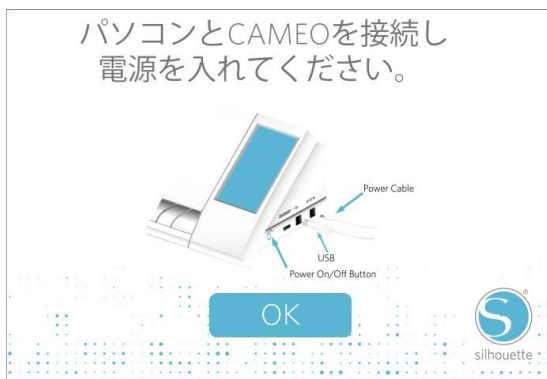 パソコンとCAMEOを接続し
電源を入れてください。
Power Cable
USB
Power On/Off Button
OK
S
®
silhouette